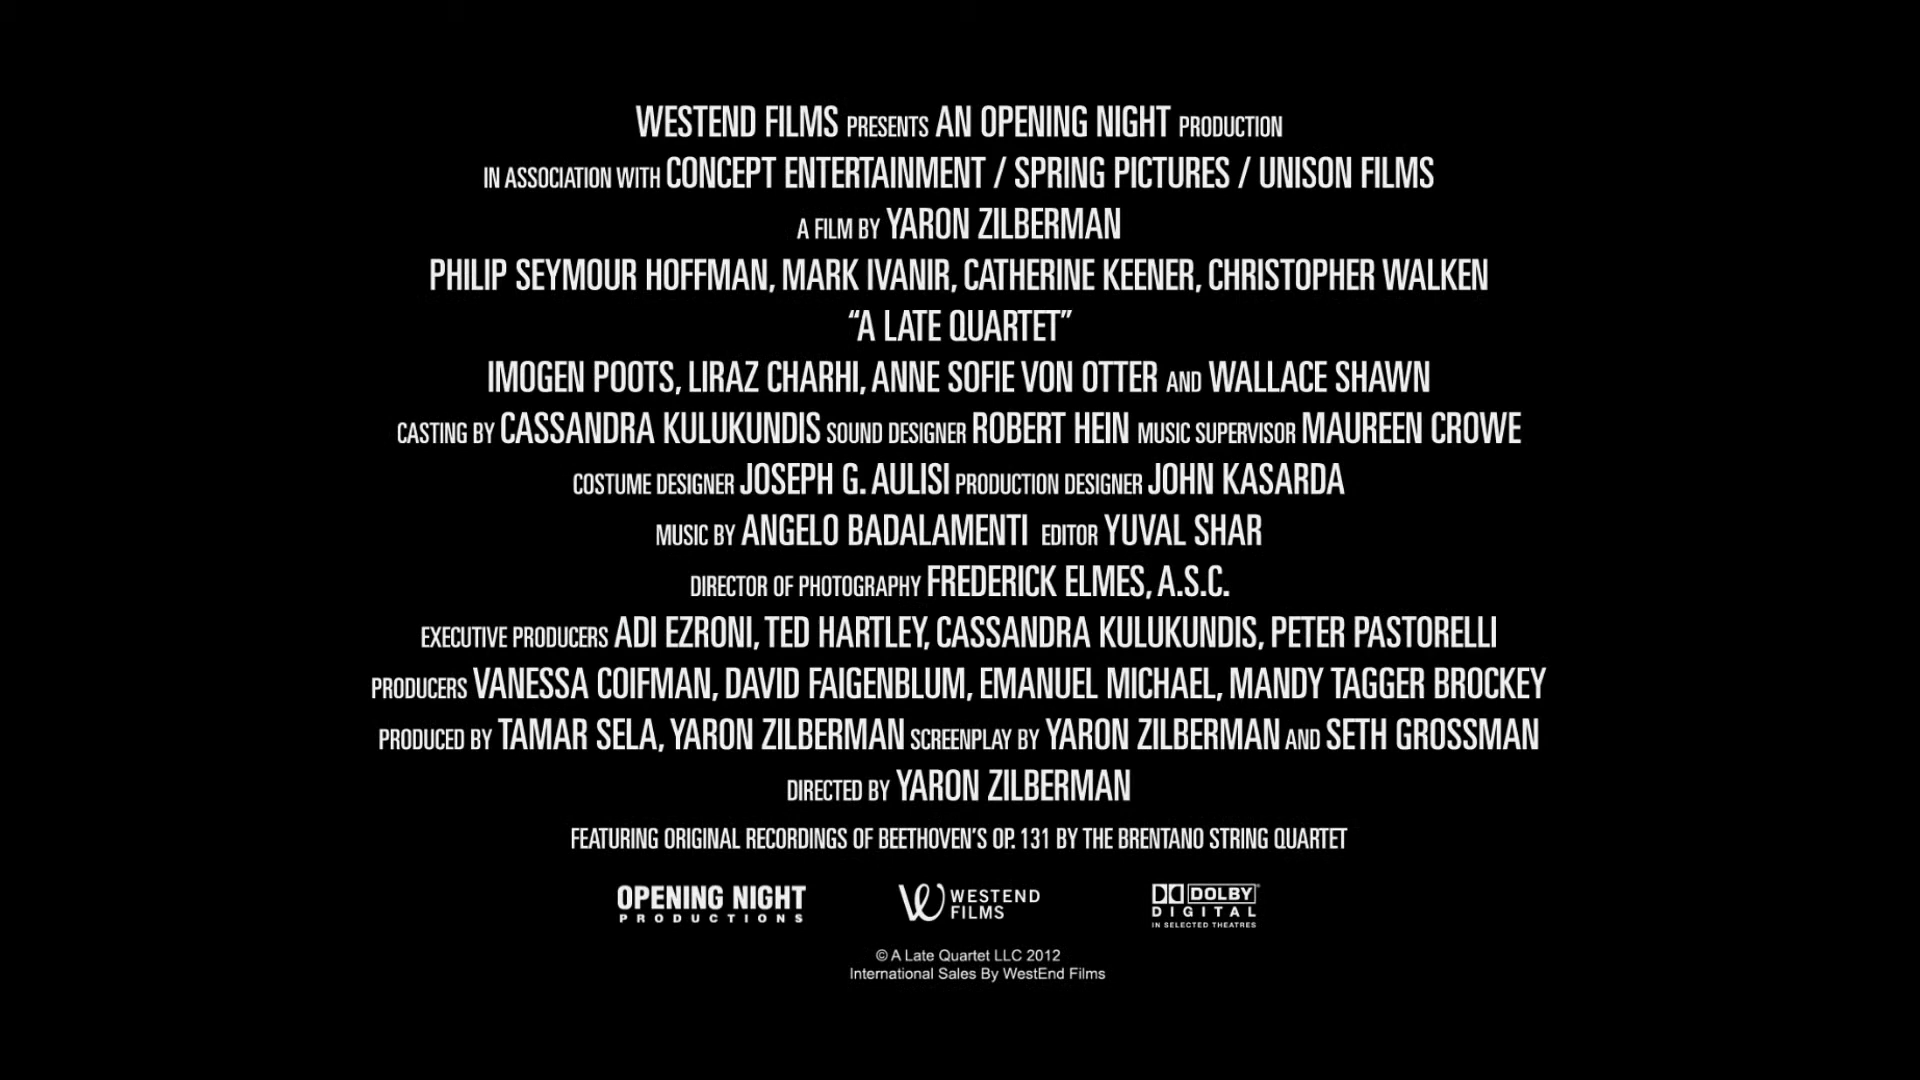 WESTEND FILMS PRESENTS AN OPENING NIGHT PRODUCTION
IN ASSOCIATION WITH CONCEPT ENTERTAINMENT / SPRING PICTURES / UNISON FILMS
A FILM BY YARON ZILBERMAN
PHILIP SEYMOUR HOFFMAN, MARK IVANIR, CATHERINE KEENER, CHRISTOPHER WALKEN
“A LATE QUARTET”
IMOGEN POOTS, LIRAZ CHARHI, ANNE SOFIE VON OTTER AND WALLACE SHAWN
CASTING BY CASSANDRA KULUKUNDIS SOUND DESIGNER ROBERT HEIN MUSIC SUPERVISOR MAUREEN CROWE
COSTUME DESIGNER JOSEPH G. AULISI PRODUCTION DESIGNER JOHN KASARDA
MUSIC BY ANGELO BADALAMENTI EDITOR YUVAL SHAR
DIRECTOR OF PHOTOGRAPHY FREDERICK ELMES, A.S.C.
EXECUTIVE PRODUCERS ADI EZRONI, TED HARTLEY, CASSANDRA KULUKUNDIS, PETER PASTORELLI
PRODUCERS VANESSA COIFMAN, DAVID FAIGENBLUM, EMANUEL MICHAEL, MANDY TAGGER BROCKEY
PRODUCED BY TAMAR SELA, YARON ZILBERMAN SCREENPLAY BY YARON ZILBERMAN AND SETH GROSSMAN
DIRECTED BY YARON ZILBERMAN
FEATURING ORIGINAL RECORDINGS OF BEETHOVEN’S OP. 131 BY THE BRENTANO STRING QUARTET
OPENING NIGHT
PRODUCTIONS
WESTEND
FILMS
DOLBY
DIGITAL
IN SELECTED THEATRES
© A Late Quartet LLC 2012
International Sales By WestEnd Films